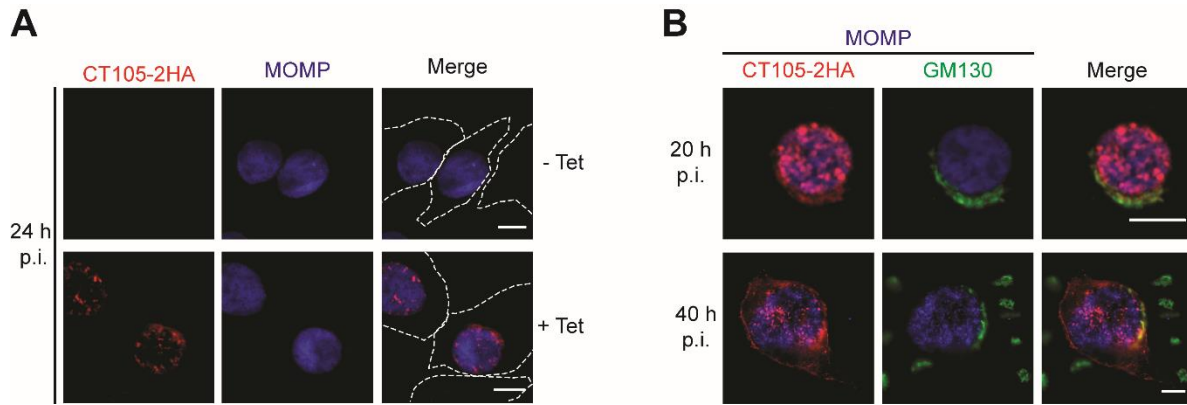 A
CT105-2HA MOMP Merge
24 h
p.i.
- Tet
+ Tet
B
MOMP
CT105-2HA GM130 Merge
20 h
p.i.
40 h
p.i.